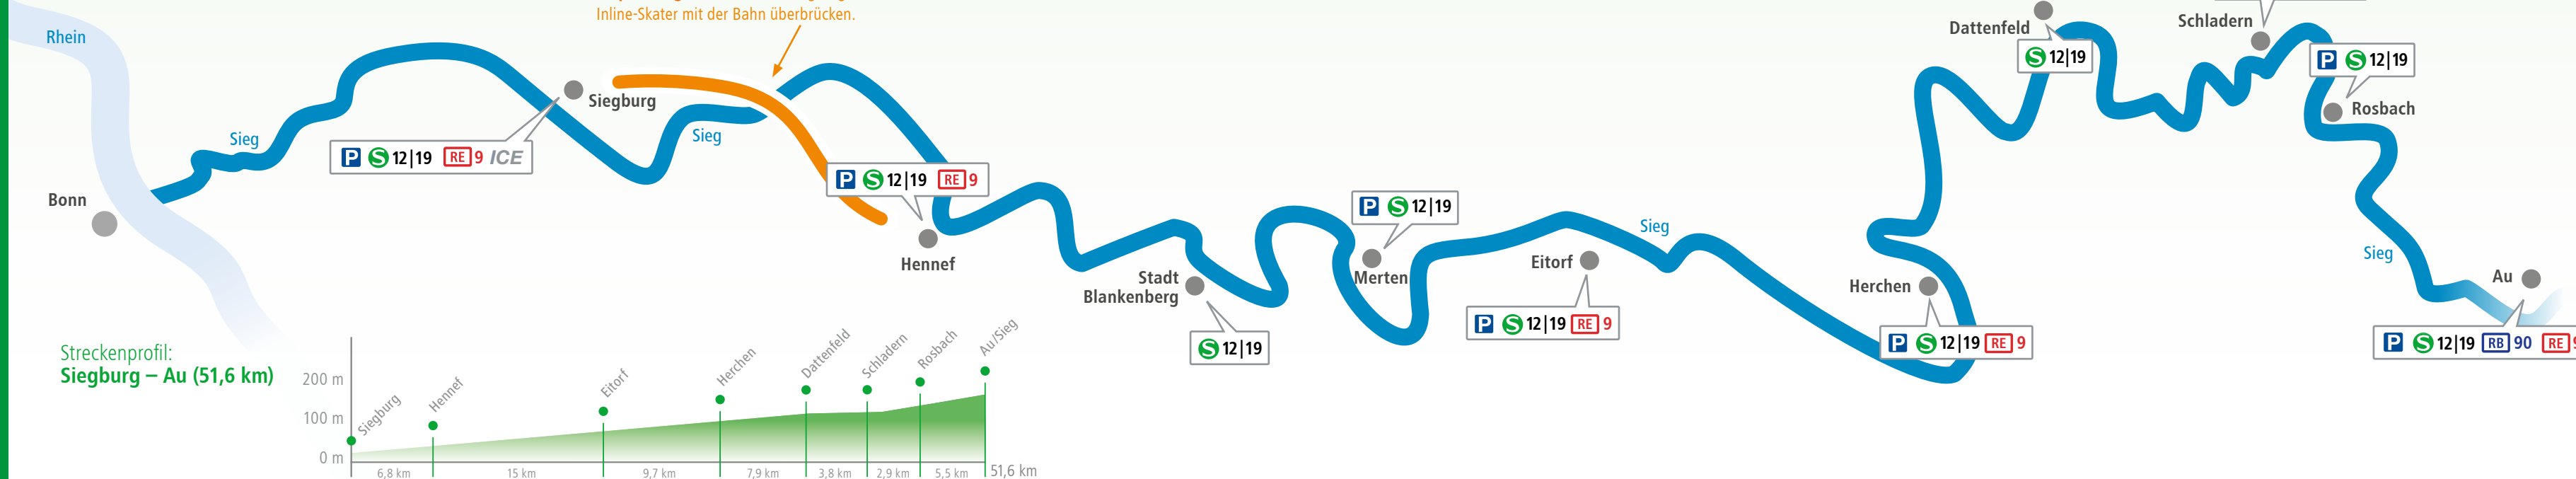 Inline-Skater mit der Bahn überbrücken.
Rhein
Sieg
Bonn
Siegburg
P S 12|19 RE 9 ICE
Sieg
P S 12|19 RE 9
Hennef
Stadt
Blankenberg
S 12|19
P S 12|19
Merten
Eitorf
P S 12|19 RE 9
Sieg
Herchen
P S 12|19 RE 9
Dattenfeld
S 12|19
Schladern
P S 12|19
Rosbach
Sieg
Au
P S 12|19 RB 90 RE 9
Streckenprofil:
Siegburg – Au (51,6 km)
200 m
100 m
0 m
Siegburg
Hennef
Eitorf
Herchen
Dattenfeld
Schladern
Rosbach
Au/Sieg
6,8 km
15 km
9,7 km
7,9 km
3,8 km
2,9 km
5,5 km
51,6 km